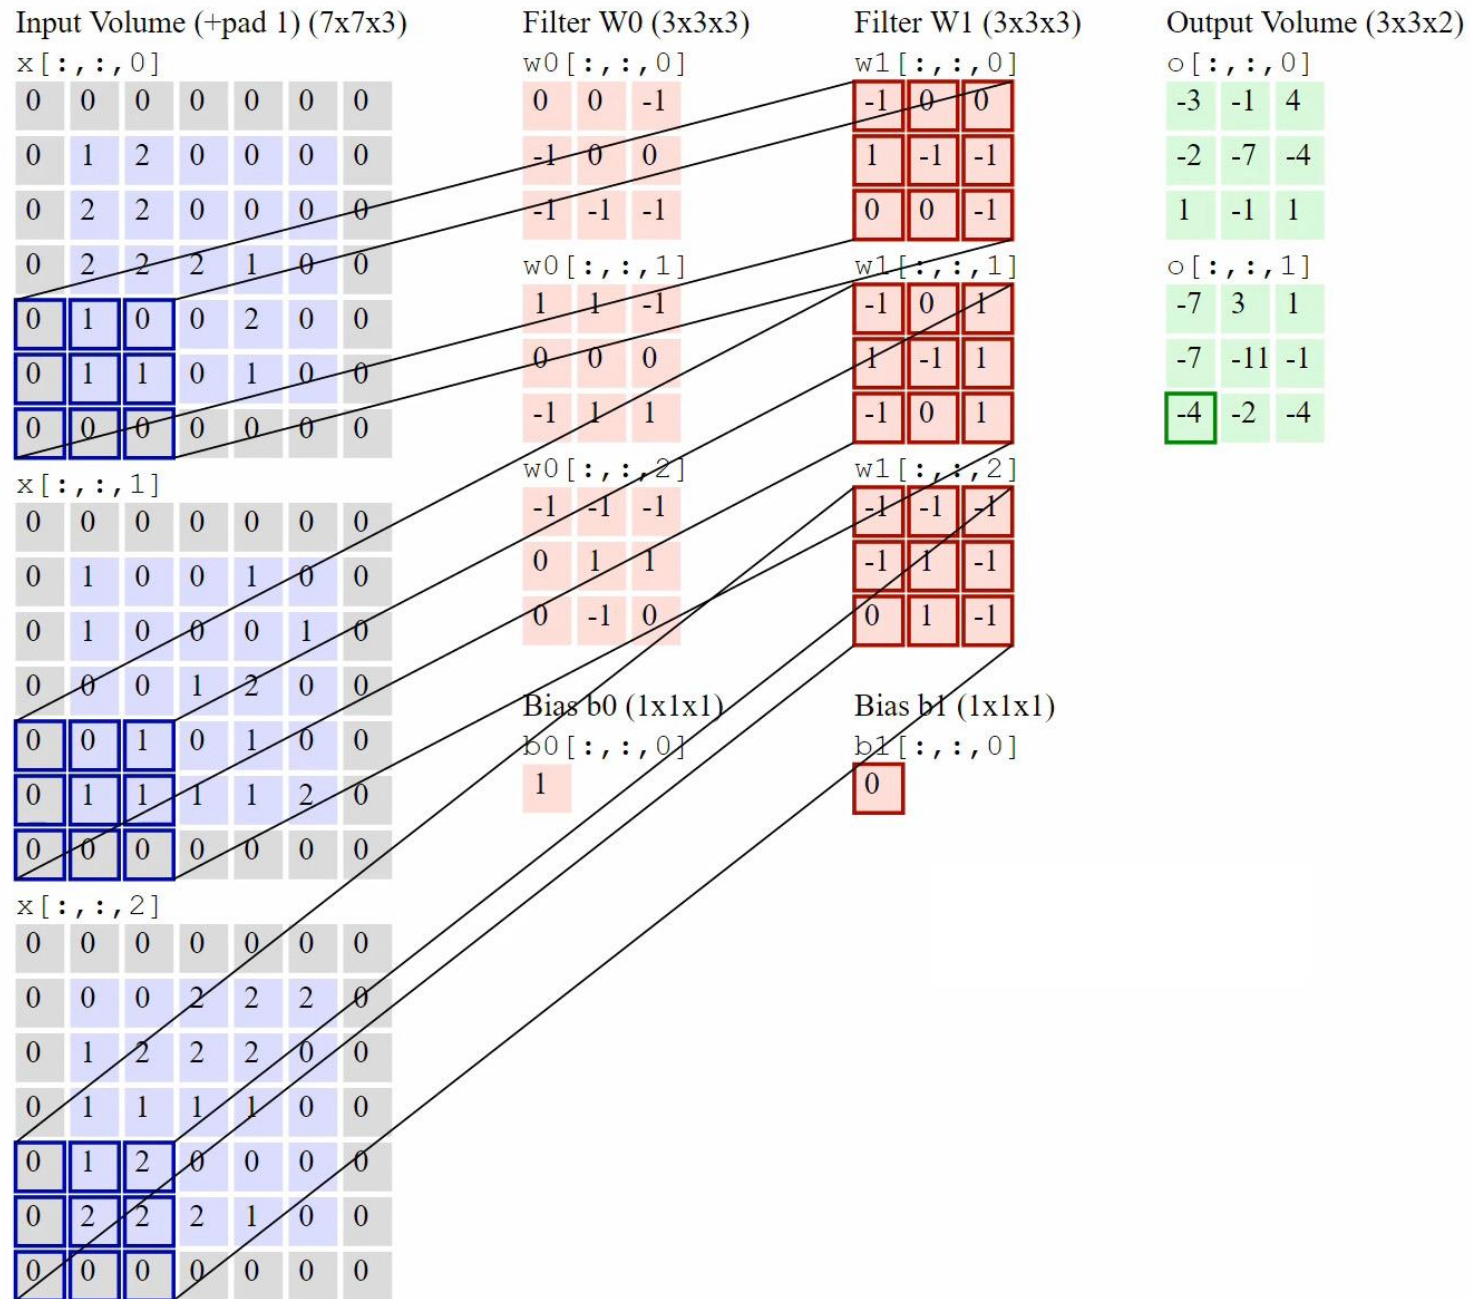 Input Volume (+pad 1) (7x7x3)
x[:,:,0]
0 0 0 0 0 0 0
0 1 2 0 0 0 0
0 2 2 0 0 0 0
0 2 2 2 1 0 0
0 1 0 0 2 0 0
0 1 1 0 1 0 0
0 0 0 0 0 0 0
x[:,:,1]
0 0 0 0 0 0 0
0 1 0 0 1 0 0
0 1 0 0 0 1 0
0 0 0 1 2 0 0
0 0 1 0 1 0 0
0 1 1 1 1 2 0
0 0 0 0 0 0 0
x[:,:,2]
0 0 0 0 0 0 0
0 0 0 2 2 2 0
0 1 2 2 2 0 0
0 1 1 1 1 0 0
0 1 2 0 0 0 0
0 2 2 2 1 0 0
0 0 0 0 0 0 0
Filter W0 (3x3x3)
w0[:,:,0]
0 0 -1
-1 0 0
-1 -1 -1
w0[:,:,1]
1 1 -1
0 0 0
-1 1 1
w0[:,:,2]
-1 -1 -1
0 1 1
0 -1 0
Bias b0 (1x1x1)
b0[:,:,0]
1
Filter W1 (3x3x3)
w1[:,:,0]
-1 0 0
1 -1 -1
0 0 -1
w1[:,:,1]
-1 0 1
1 -1 1
-1 0 1
w1[:,:,2]
-1 -1 -1
-1 1 -1
0 1 -1
Bias b1 (1x1x1)
b1[:,:,0]
0
Output Volume (3x3x2)
o[:,:,0]
-3 -1 4
-2 -7 -4
1 -1 1
o[:,:,1]
-7 3 1
-7 -11 -1
-4 -2 -4